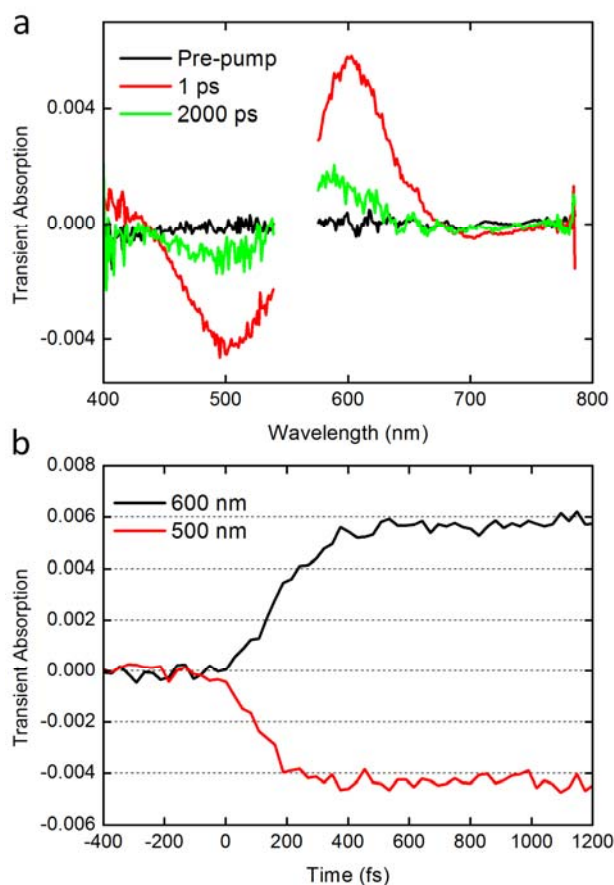 a
Pre-pump
1 ps
2000 ps
Transient Absorption
0.004
0.000
-0.004
400 500 600 700 800
Wavelength (nm)
b
600 nm
500 nm
Transient Absorption
0.008
0.006
0.004
0.002
0.000
-0.002
-0.004
-0.006
-400 -200 0 200 400 600 800 1000 1200
Time (fs)